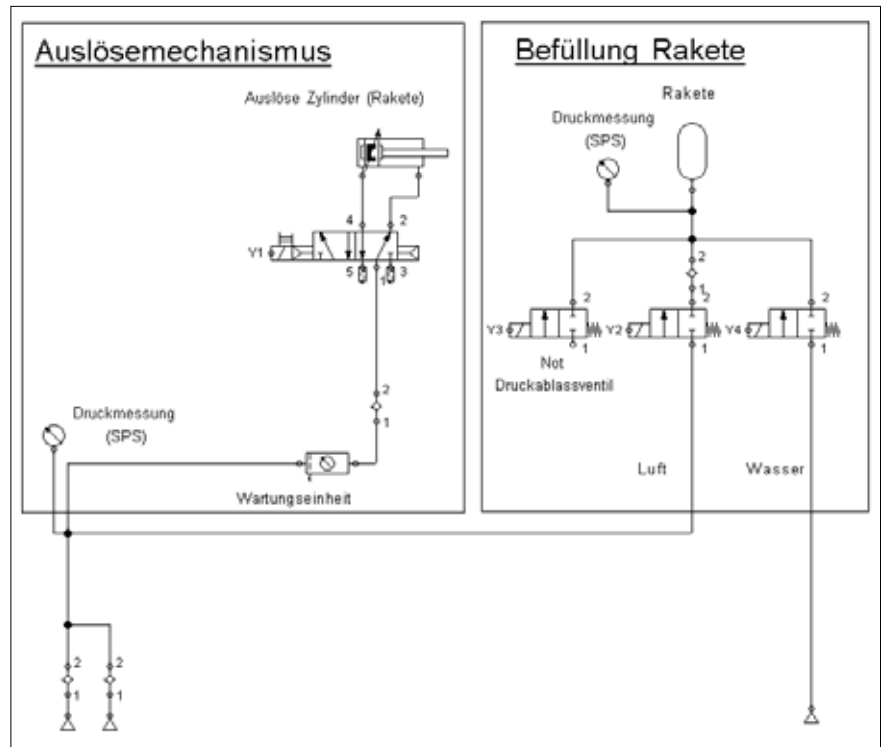 Auslösemechanismus
Auslöse Zylinder (Rakete)
4
2
Y1
5
1
3
2
1
Druckmessung
(SPS)
Wartungseinheit
Befüllung Rakete
Rakete
Druckmessung
(SPS)
2
1
2
2
2
Y3
Y2
Y4
1
1
1
Not
Druckablassventil
Luft
Wasser
2
2
1
1